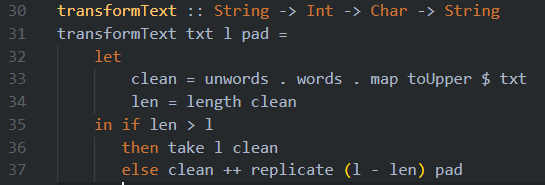 30 transformText :: String -> Int -> Char -> String
31 transformText txt l pad =
32     let
33         clean = unwords . words . map toUpper $ txt
34         len = length clean
35     in if len > l
36        then take l clean
37        else clean ++ replicate (l - len) pad